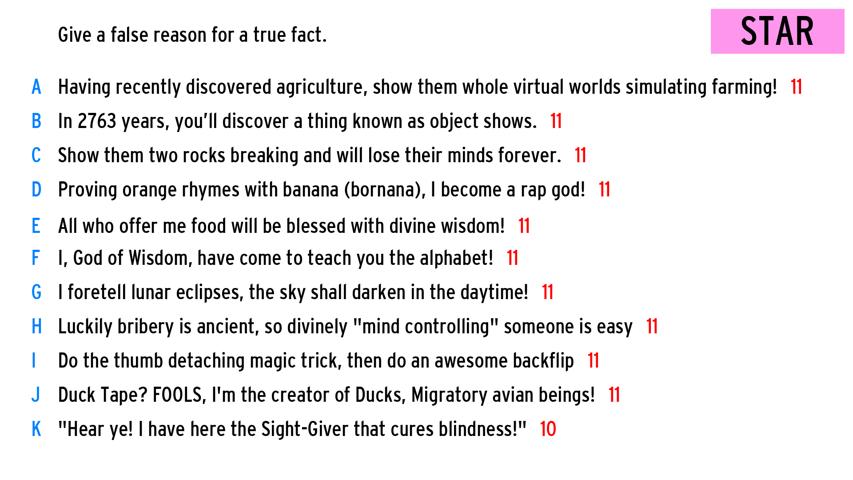 Give a false reason for a true fact.
STAR
A Having recently discovered agriculture, show them whole virtual worlds simulating farming! 11
B In 2763 years, you'll discover a thing known as object shows. 11
C Show them two rocks breaking and will lose their minds forever. 11
D Proving orange rhymes with banana (bornana), I become a rap god! 11
E All who offer me food will be blessed with divine wisdom! 11
F I, God of Wisdom, have come to teach you the alphabet! 11
G I foretell lunar eclipses, the sky shall darken in the daytime! 11
H Luckily bribery is ancient, so divinely "mind controlling" someone is easy 11
I Do the thumb detaching magic trick, then do an awesome backflip 11
J Duck Tape? FOOLS, I'm the creator of Ducks, Migratory avian beings! 11
K "Hear ye! I have here the Sight-Giver that cures blindness!" 10